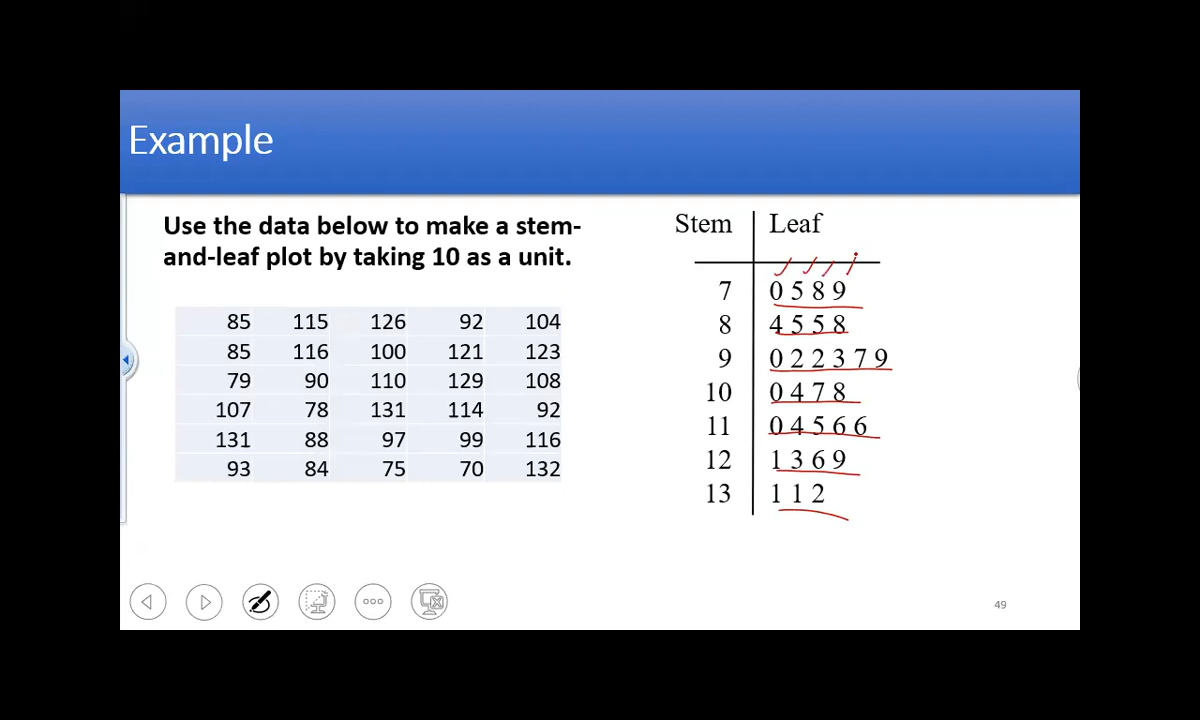 Example
Use the data below to make a stem-
and-leaf plot by taking 10 as a unit.
85 115 126 92 104
85 116 100 121 123
79 90 110 129 108
107 78 131 114 92
131 88 97 99 116
93 84 75 70 132
Stem Leaf
7 0 5 8 9
8 4 5 5 8
9 0 2 2 3 7 9
10 0 4 7 8
11 0 4 5 6 6
12 1 3 6 9
13 1 1 2
49